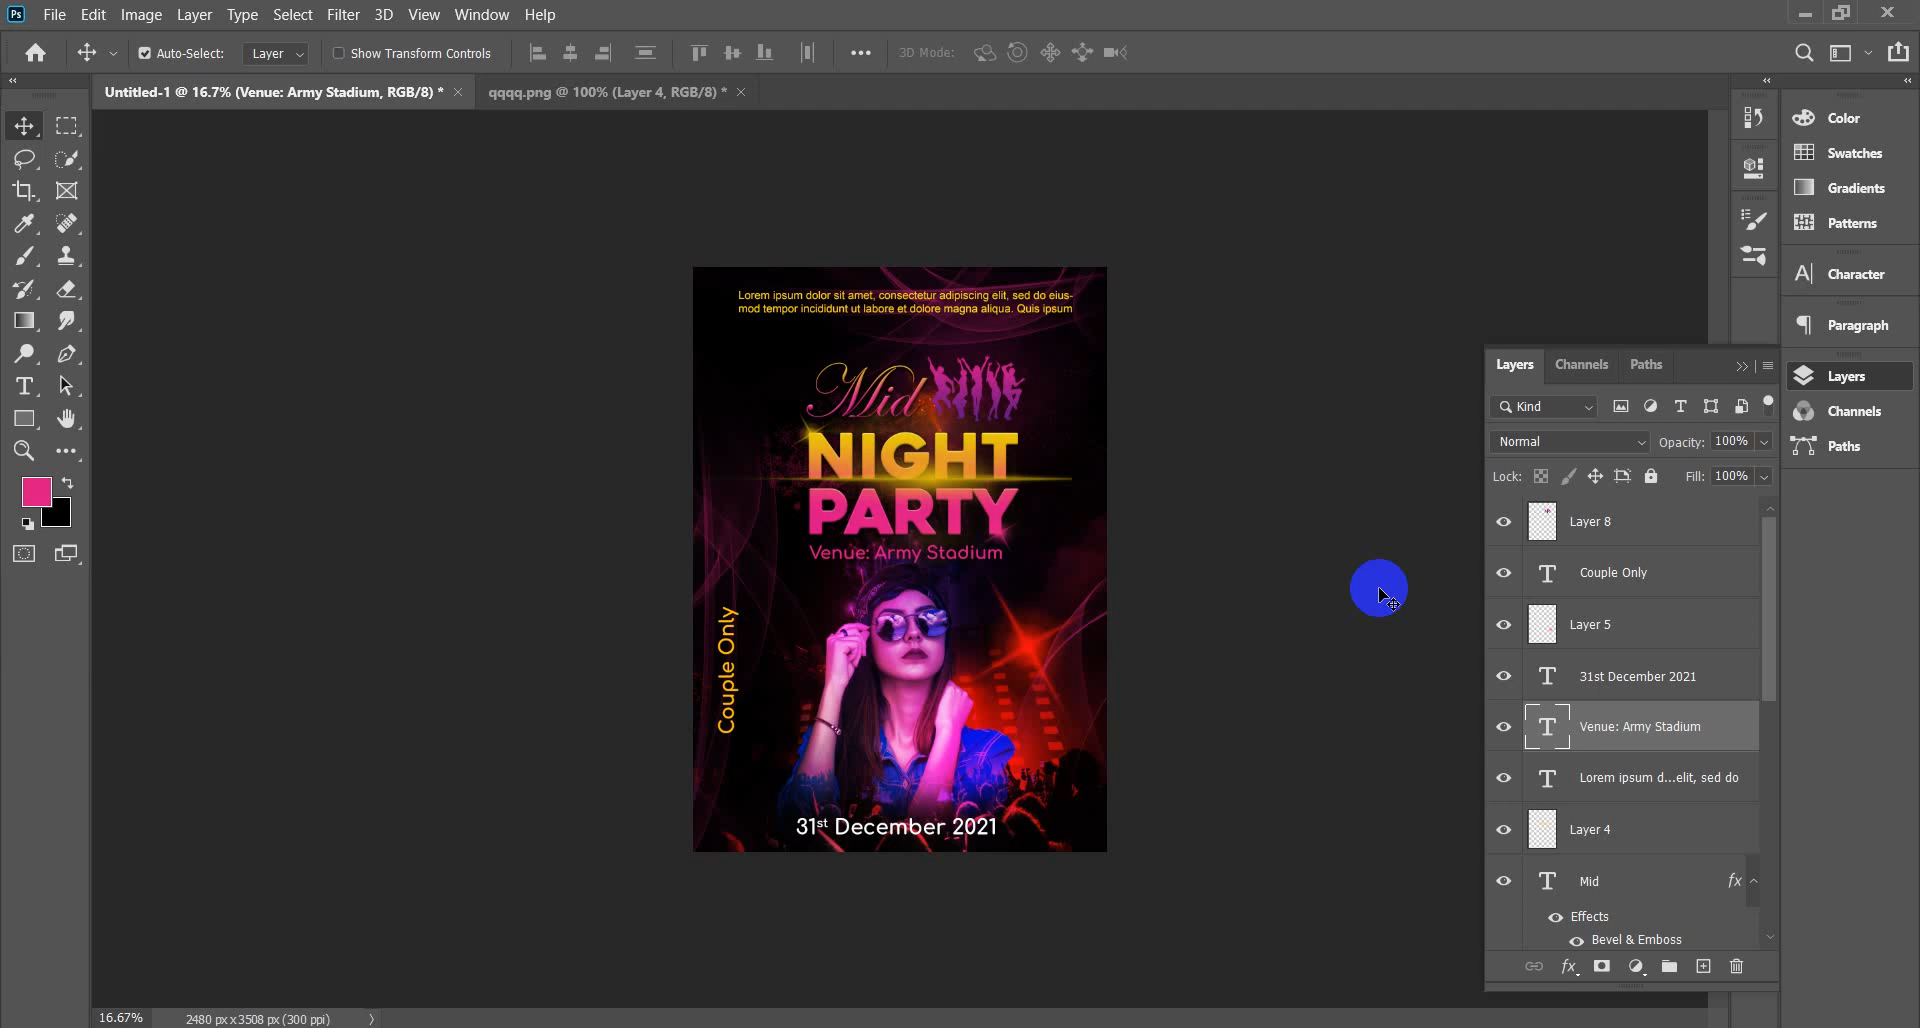 Ps File Edit Image Layer Type Select Filter 3D View Window Help
Auto-Select: Layer Show Transform Controls 3D Mode:
Untitled-1 @ 16.7% (Venue: Army Stadium, RGB/8) * qqqq.png @ 100% (Layer 4, RGB/8) *
Lorem ipsum dolor sit amet, consectetur adipiscing elit, sed do eius-
mod tempor incididunt ut labore et dolore magna aliqua. Quis ipsum
Mid
NIGHT
PARTY
Venue: Army Stadium
Couple Only
31st December 2021
Layers Channels Paths
Kind
Normal Opacity: 100%
Lock: Fill: 100%
Layer 8
T Couple Only
Layer 5
T 31st December 2021
T Venue: Army Stadium
T Lorem ipsum d...elit, sed do
Layer 4
T Mid fx
Effects
Bevel & Emboss
fx
Color
Swatches
Gradients
Patterns
Character
Paragraph
Layers
Channels
Paths
16.67% 2480 px x 3508 px (300 ppi)